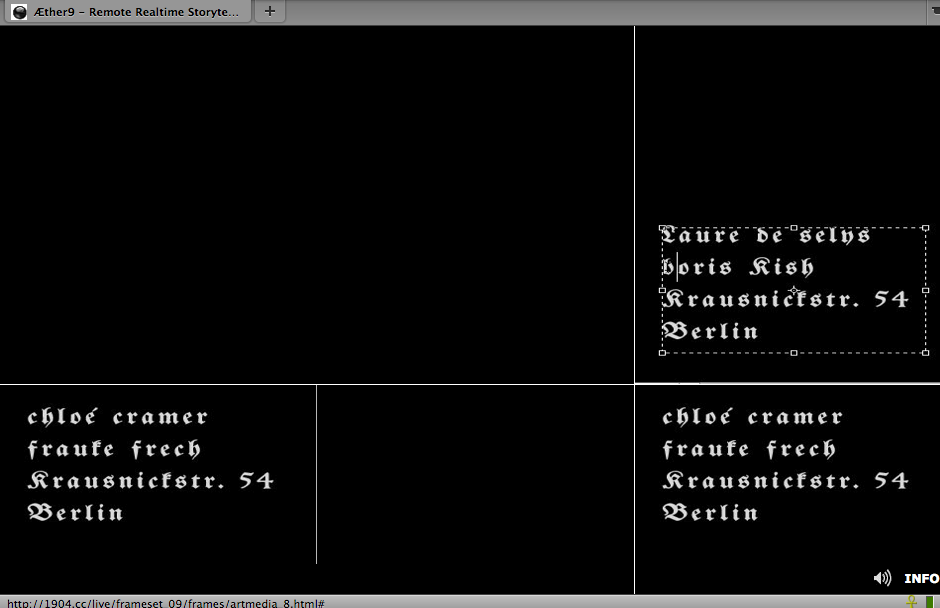 Æther9 - Remote Realtime Storyte...
+
Laure de selys
boris Kish
Krausnickstr. 54
Berlin
chloé cramer
frauke frech
Krausnickstr. 54
Berlin
chloé cramer
frauke frech
Krausnickstr. 54
Berlin
INFO
http://1904.cc/live/frameset_09/frames/artmedia_8.html#